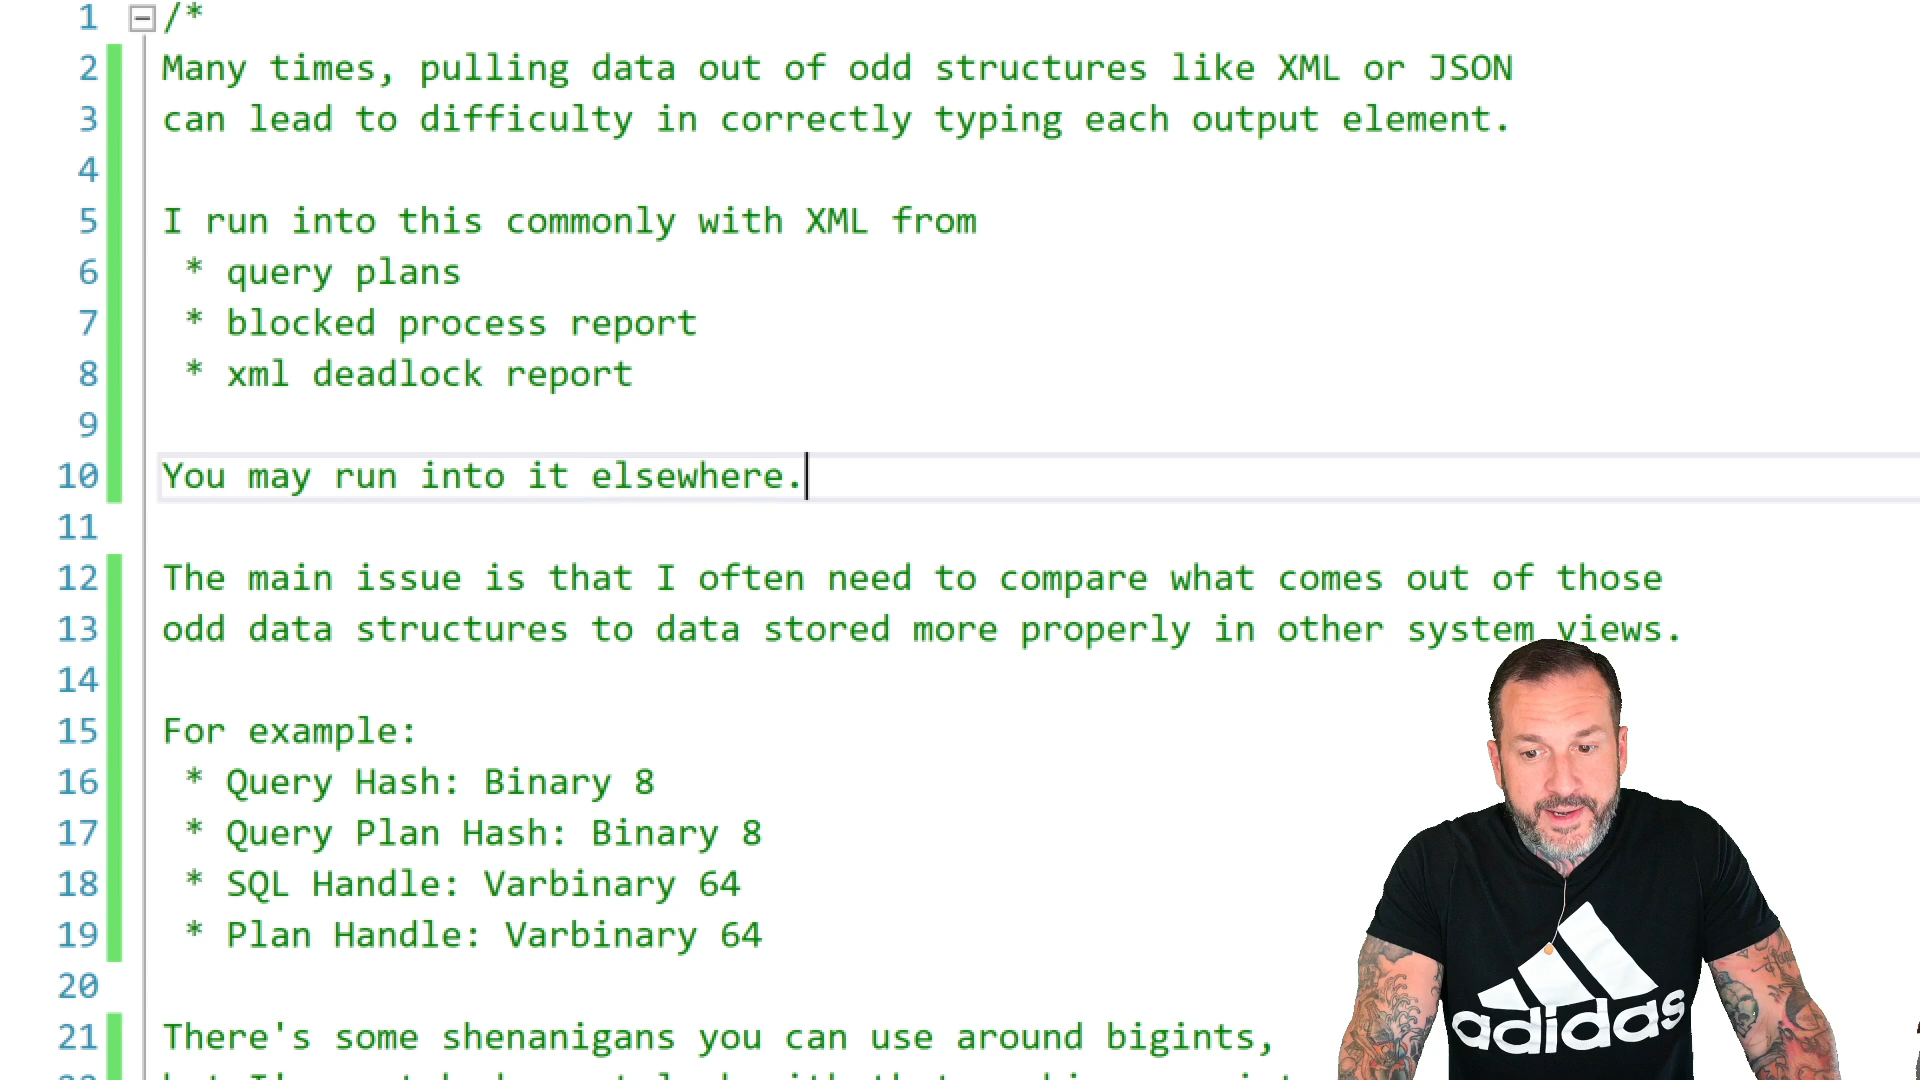 1 /*
2 Many times, pulling data out of odd structures like XML or JSON
3 can lead to difficulty in correctly typing each output element.
4
5 I run into this commonly with XML from
6 * query plans
7 * blocked process report
8 * xml deadlock report
9
10 You may run into it elsewhere.
11
12 The main issue is that I often need to compare what comes out of those
13 odd data structures to data stored more properly in other system views.
14
15 For example:
16 * Query Hash: Binary 8
17 * Query Plan Hash: Binary 8
18 * SQL Handle: Varbinary 64
19 * Plan Handle: Varbinary 64
20
21 There's some shenanigans you can use around bigints,
adidas